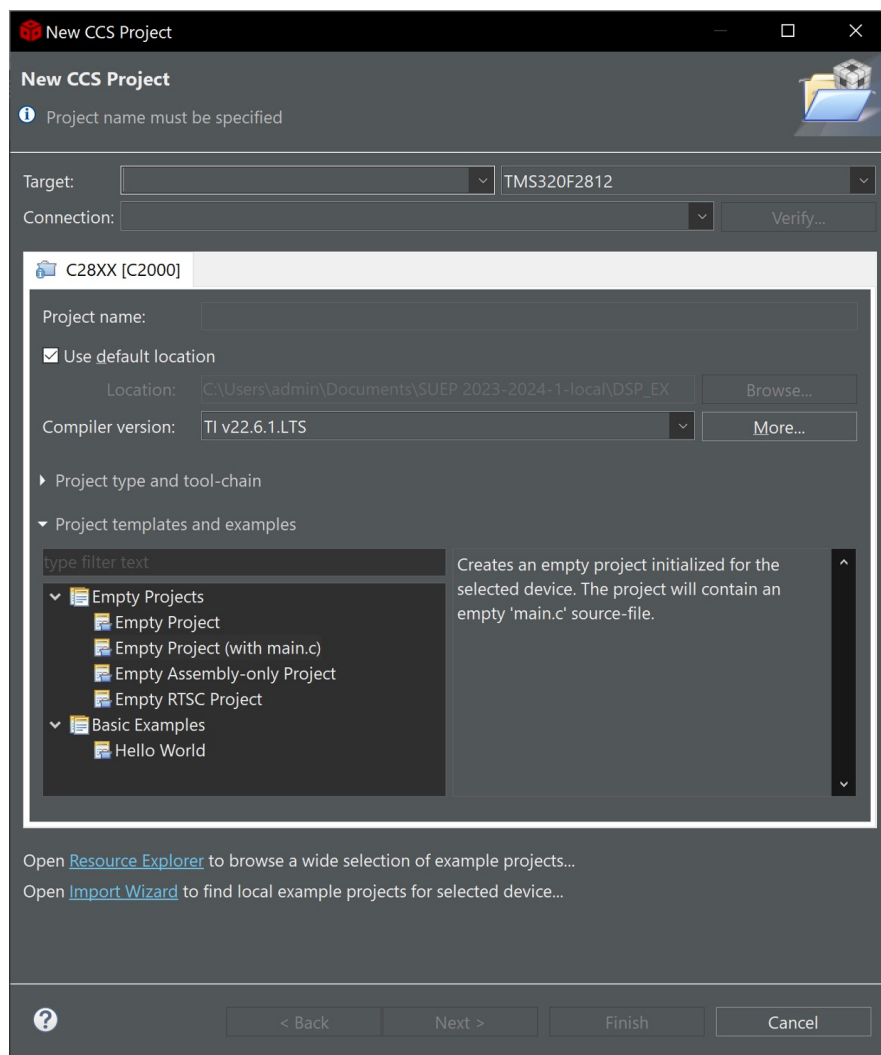 New CCS Project
New CCS Project
Project name must be specified
Target:
TMS320F2812
Connection:
Verify...
C28XX [C2000]
Project name:
Use default location
Location: C:\Users\admin\Documents\SUEP 2023-2024-1-local\DSP_EX Browse...
Compiler version: TI v22.6.1.LTS More...
Project type and tool-chain
Project templates and examples
type filter text
Empty Projects
Empty Project
Empty Project (with main.c)
Empty Assembly-only Project
Empty RTSC Project
Basic Examples
Hello World
Creates an empty project initialized for the
selected device. The project will contain an
empty 'main.c' source-file.
Open Resource Explorer to browse a wide selection of example projects...
Open Import Wizard to find local example projects for selected device...
? < Back Next > Finish Cancel